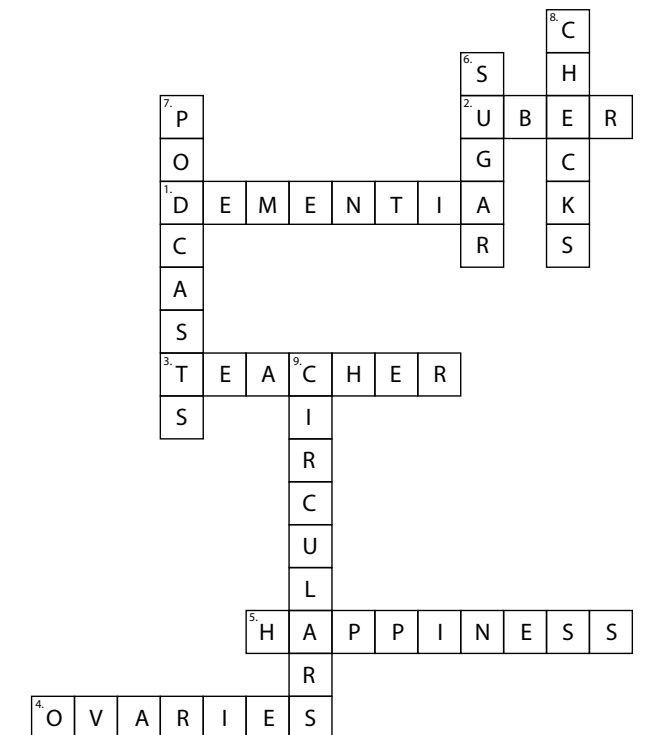 8. C
6. S H
7. P 2. U B E R
O G C
1. D E M E N T I A K
C R S
A
S
3. T E A 9. C H E R
S I
R
C
U
L
5. H A P P I N E S S
R
4. O V A R I E S